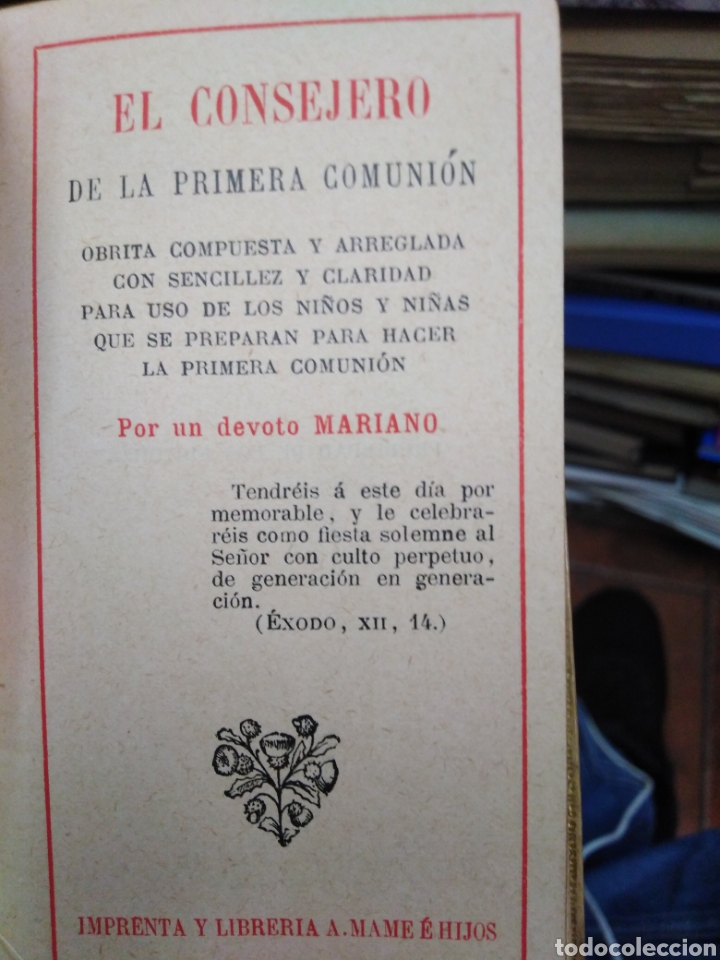 EL CONSEJERO
DE LA PRIMERA COMUNIÓN
OBRITA COMPUESTA Y ARREGLADA
CON SENCILLEZ Y CLARIDAD
PARA USO DE LOS NIÑOS Y NIÑAS
QUE SE PREPARAN PARA HACER
LA PRIMERA COMUNIÓN
Por un devoto MARIANO
Tendréis á este día por
memorable, y le celebra-
réis como fiesta solemne al
Señor con culto perpetuo,
de generación en genera-
ción.
(ÉXODO, XII, 14.)
IMPRENTA Y LIBRERIA A. MAME É HIJOS
todocoleccion